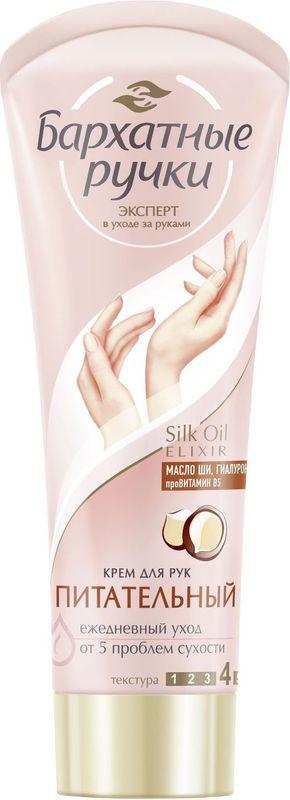 Бархатные
ручки
ЭКСПЕРТ
в уходе за руками
Silk Oil
ELIXIR
МАСЛО ШИ, ГИАЛУРОН
проВИТАМИН В5
КРЕМ ДЛЯ РУК
ПИТАТЕЛЬНЫЙ
ежедневный уход
от 5 проблем сухости
текстура 1 2 3 4